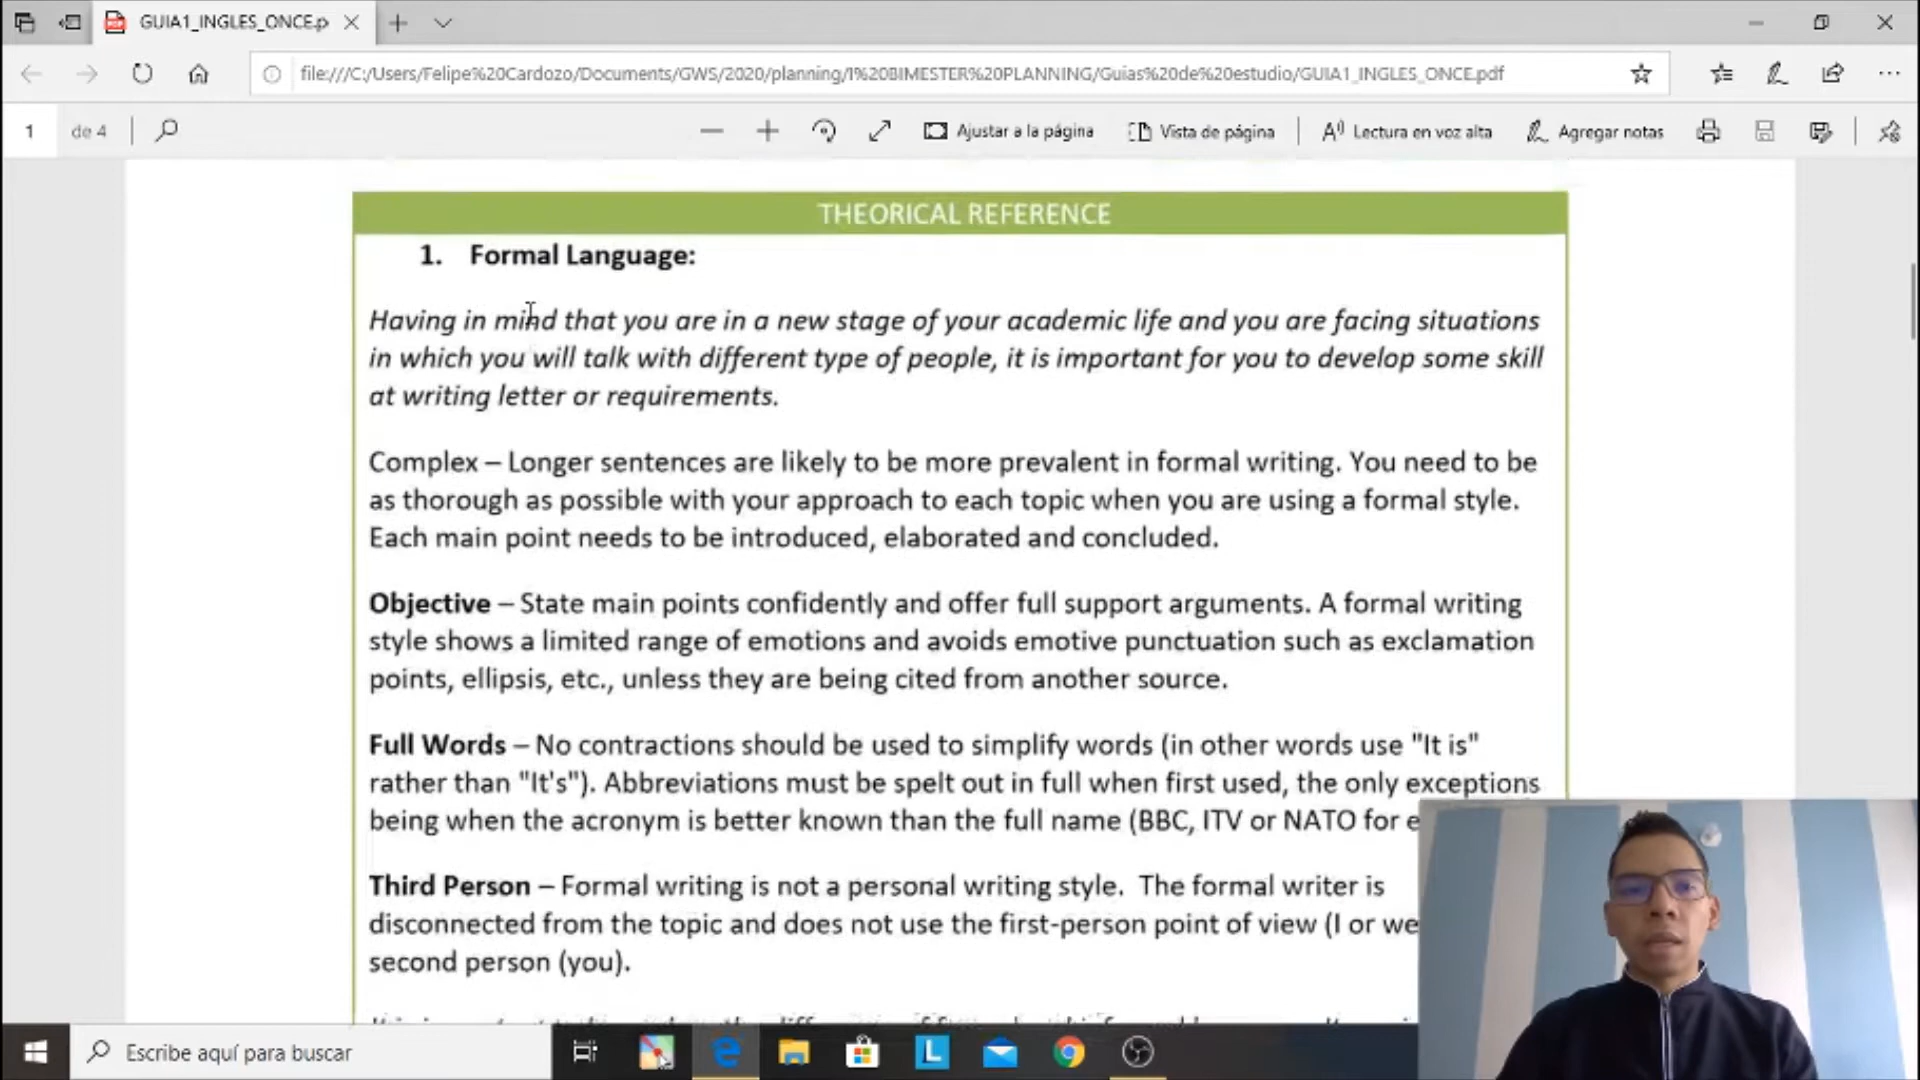 GUIA1_INGLES_ONCE.p
file:///C:/Users/Felipe%20Cardozo/Documents/GWS/2020/planning/I%20BIMESTER%20PLANNING/Guias%20de%20estudio/GUIA1_INGLES_ONCE.pdf
1 de 4 Ajustar a la página Vista de página Lectura en voz alta Agregar notas
THEORICAL REFERENCE
1. Formal Language:
Having in mind that you are in a new stage of your academic life and you are facing situations
in which you will talk with different type of people, it is important for you to develop some skill
at writing letter or requirements.
Complex – Longer sentences are likely to be more prevalent in formal writing. You need to be
as thorough as possible with your approach to each topic when you are using a formal style.
Each main point needs to be introduced, elaborated and concluded.
Objective – State main points confidently and offer full support arguments. A formal writing
style shows a limited range of emotions and avoids emotive punctuation such as exclamation
points, ellipsis, etc., unless they are being cited from another source.
Full Words – No contractions should be used to simplify words (in other words use "It is"
rather than "It's"). Abbreviations must be spelt out in full when first used, the only exceptions
being when the acronym is better known than the full name (BBC, ITV or NATO for e
Third Person – Formal writing is not a personal writing style. The formal writer is
disconnected from the topic and does not use the first-person point of view (I or we
second person (you).
Escribe aquí para buscar